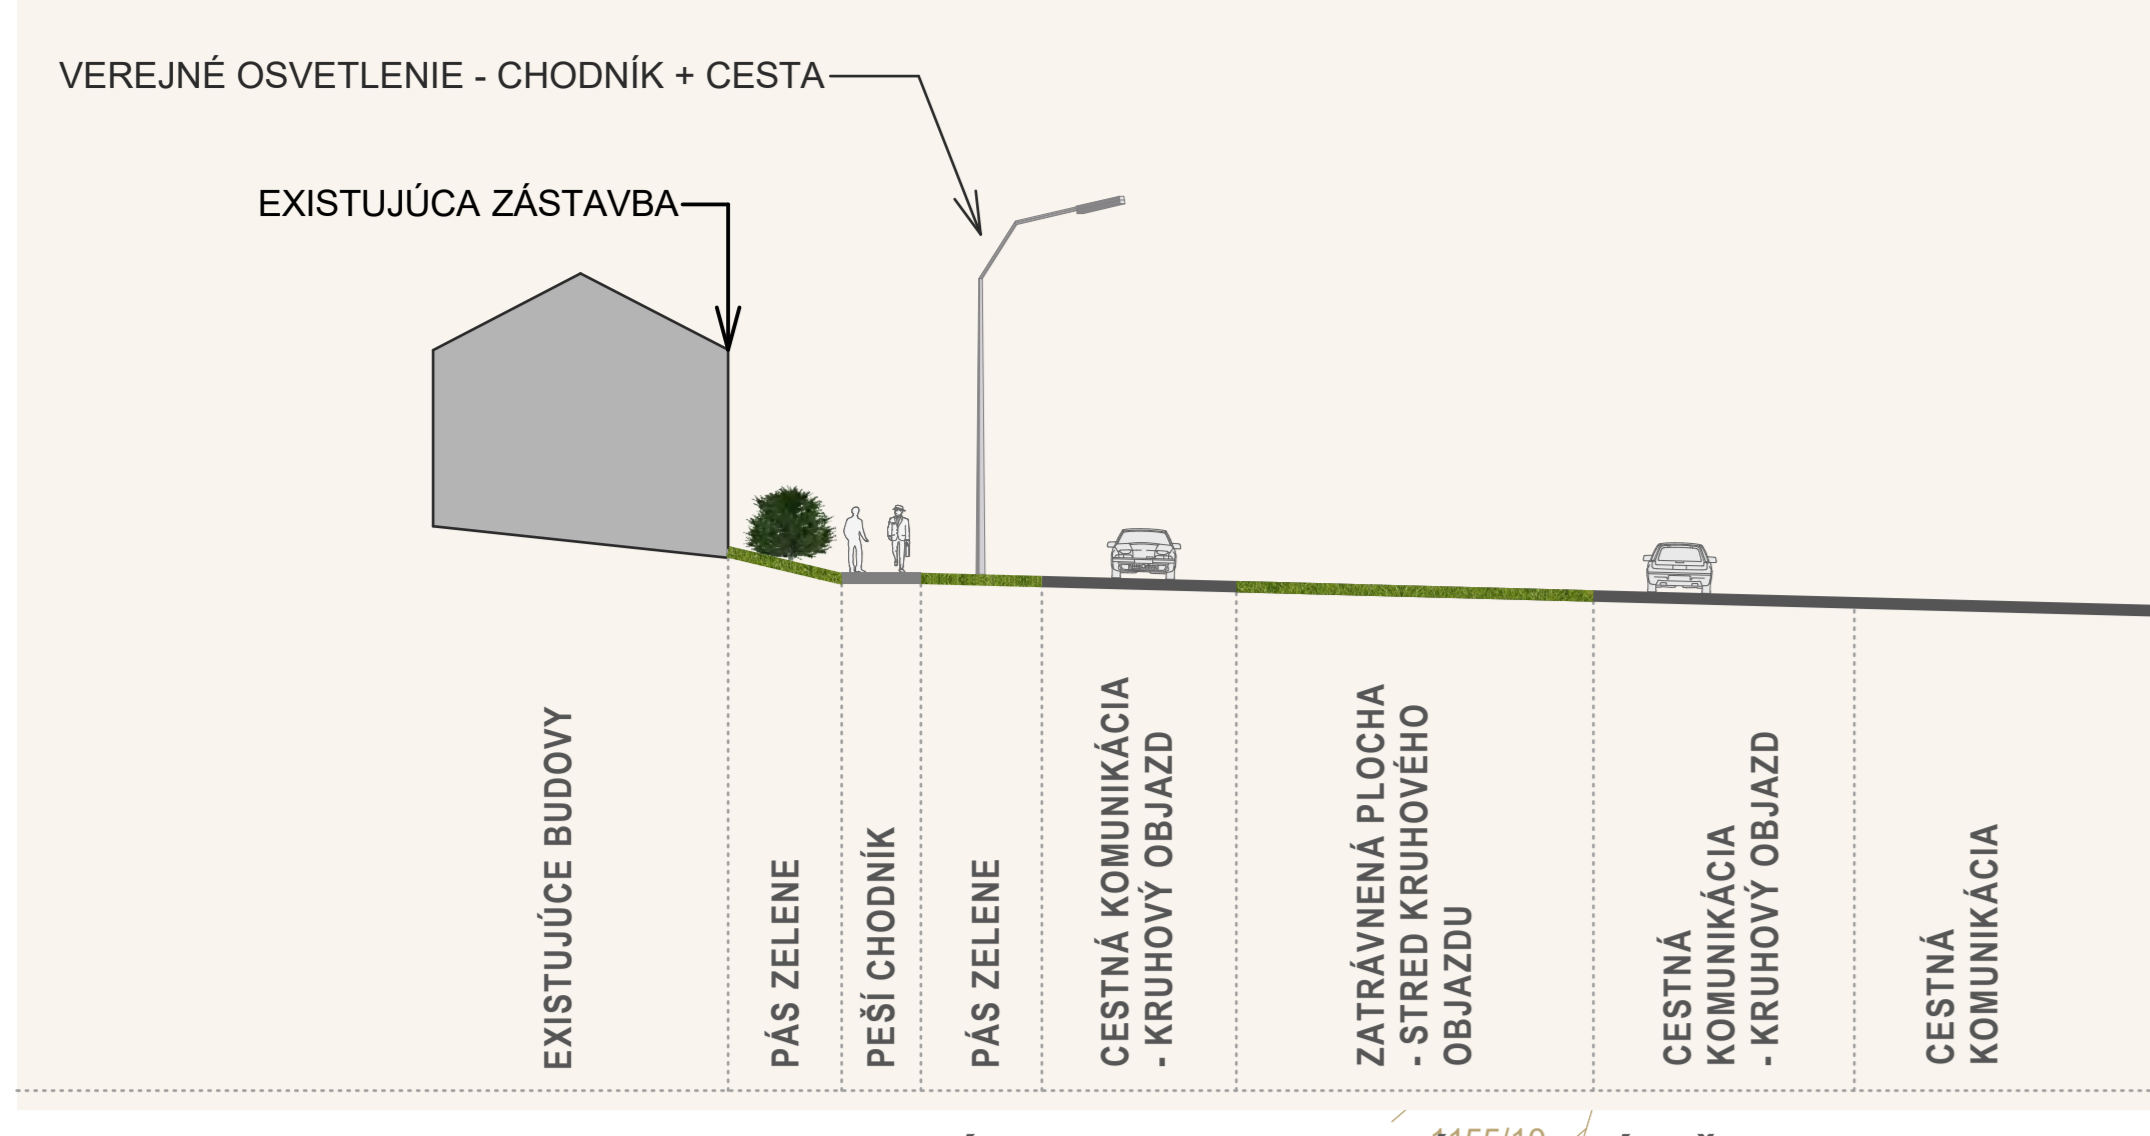 VEREJNÉ OSVETLENIE - CHODNÍK + CESTA
EXISTUJÚCA ZÁSTAVBA
EXISTUJÚCE BUDOVY
PÁS ZELENE
PEŠÍ CHODNÍK
PÁS ZELENE
CESTNÁ KOMUNIKÁCIA
- KRUHOVÝ OBJAZD
ZATRÁVNENÁ PLOCHA
- STRED KRUHOVÉHO
OBJAZDU
CESTNÁ
KOMUNIKÁCIA
- KRUHOVÝ OBJAZD
CESTNÁ
KOMUNIKÁCIA